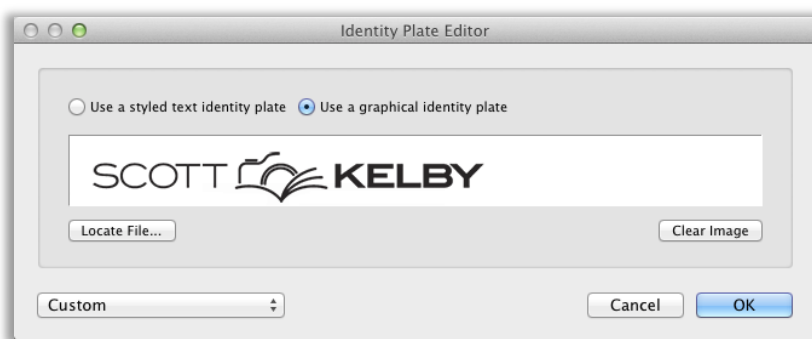 Identity Plate Editor
Use a styled text identity plate Use a graphical identity plate
SCOTT KELBY
Locate File... Clear Image
Custom Cancel OK